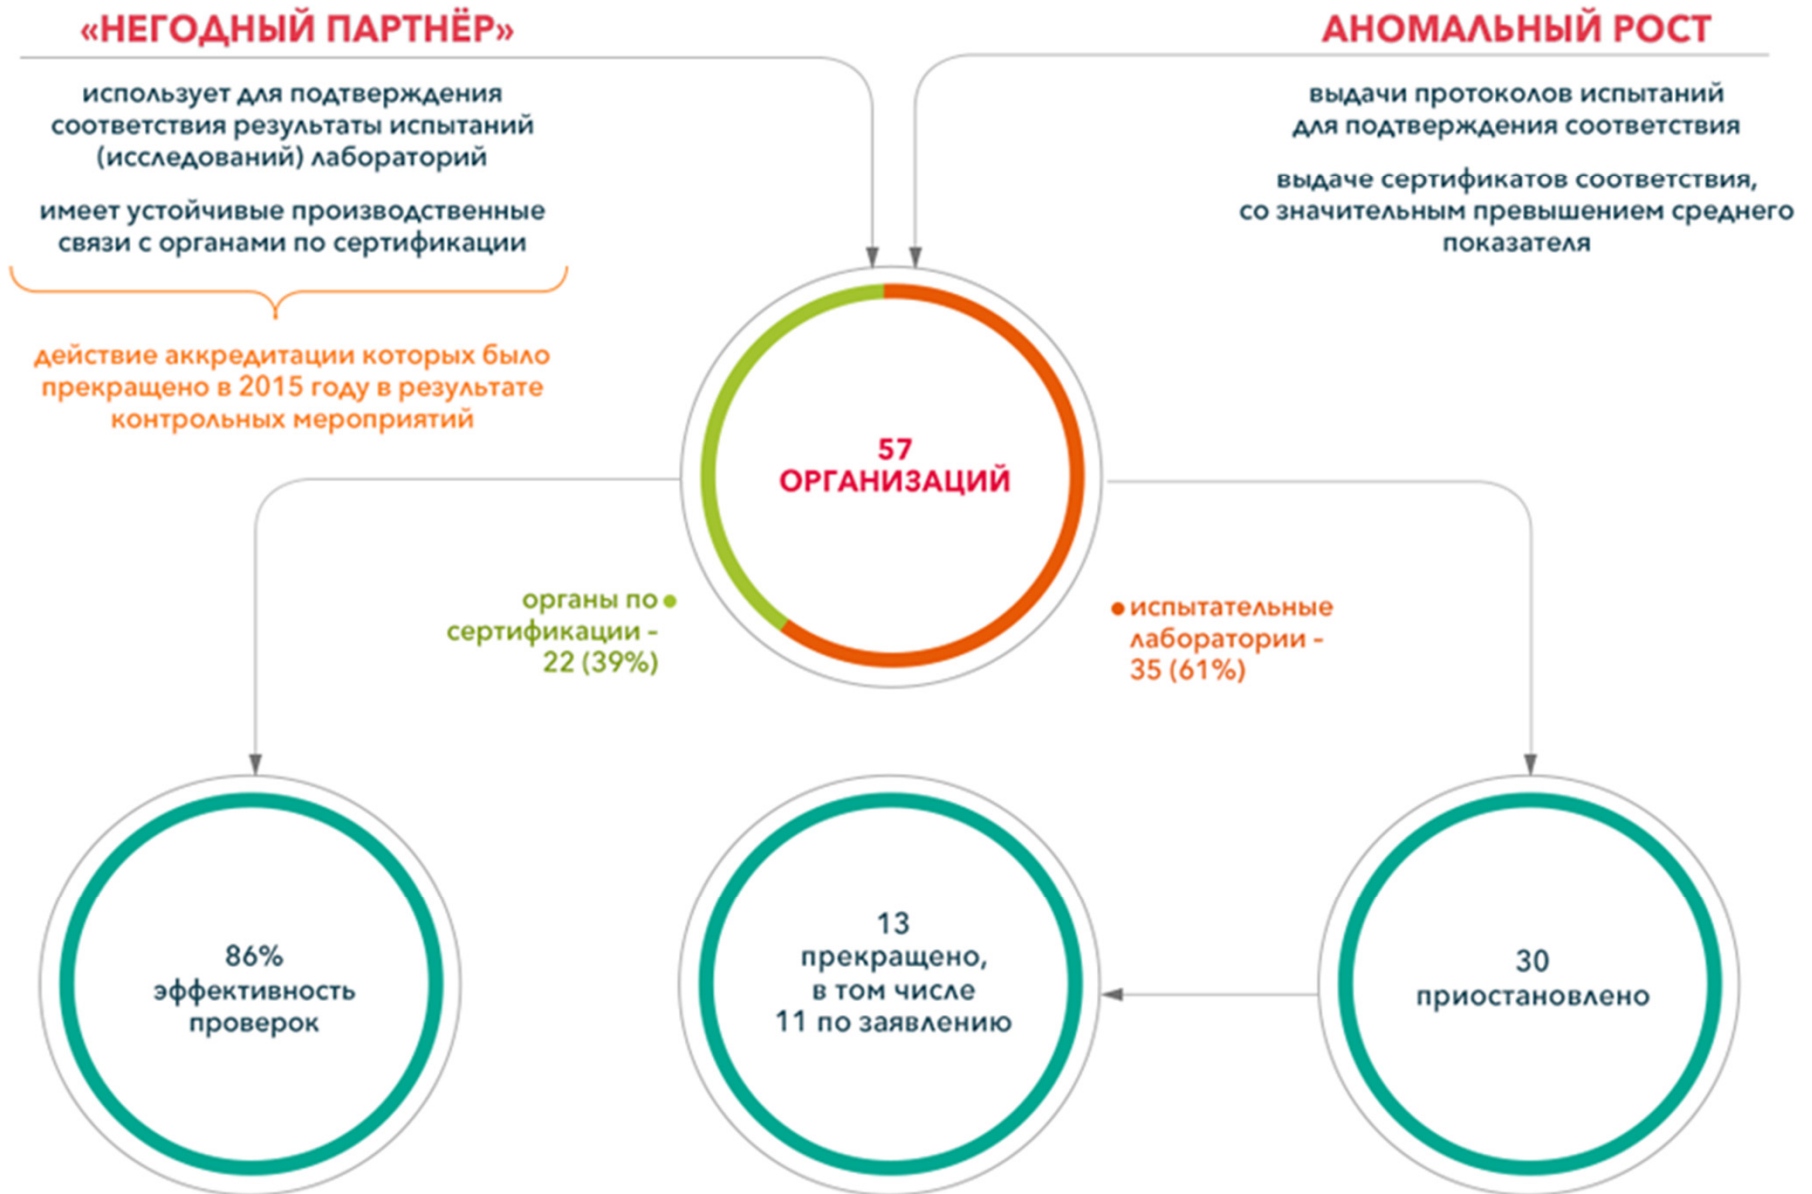 «НЕГОДНЫЙ ПАРТНЁР»
использует для подтверждения
соответствия результаты испытаний
(исследований) лабораторий
имеет устойчивые производственные
связи с органами по сертификации
действие аккредитации которых было
прекращено в 2015 году в результате
контрольных мероприятий
АНОМАЛЬНЫЙ РОСТ
выдачи протоколов испытаний
для подтверждения соответствия
выдаче сертификатов соответствия,
со значительным превышением среднего
показателя
57
ОРГАНИЗАЦИЙ
органы по
сертификации -
22 (39%)
испытательные
лаборатории -
35 (61%)
86%
эффективность
проверок
13
прекращено,
в том числе
11 по заявлению
30
приостановлено